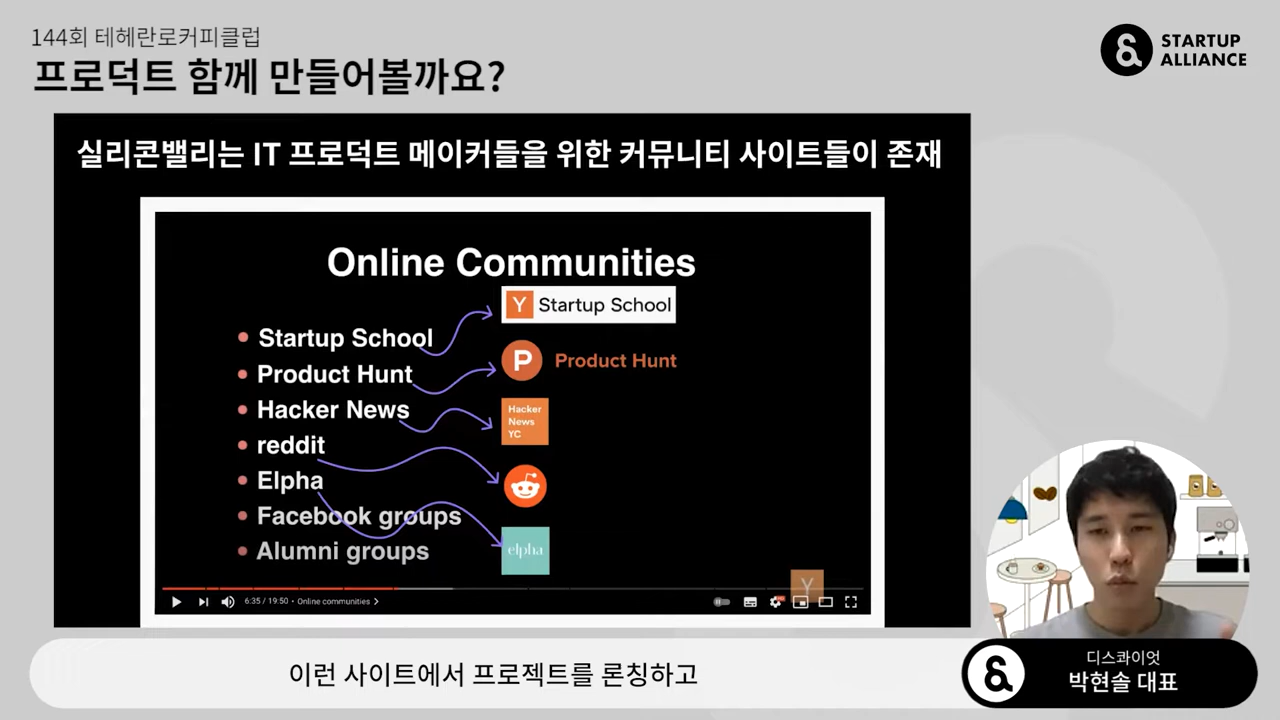 144회 테헤란로커피클럽
프로덕트 함께 만들어볼까요?
STARTUP
ALLIANCE
실리콘밸리는 IT 프로덕트 메이커들을 위한 커뮤니티 사이트들이 존재
Online Communities
Y Startup School
• Startup School
P Product Hunt
• Product Hunt
Hacker
News
YC
• Hacker News
• reddit
• Elpha
• Facebook groups
elpha
• Alumni groups
Y
6:35 / 19:50 • Online communities
이런 사이트에서 프로젝트를 론칭하고
디스콰이엇
박현솔 대표